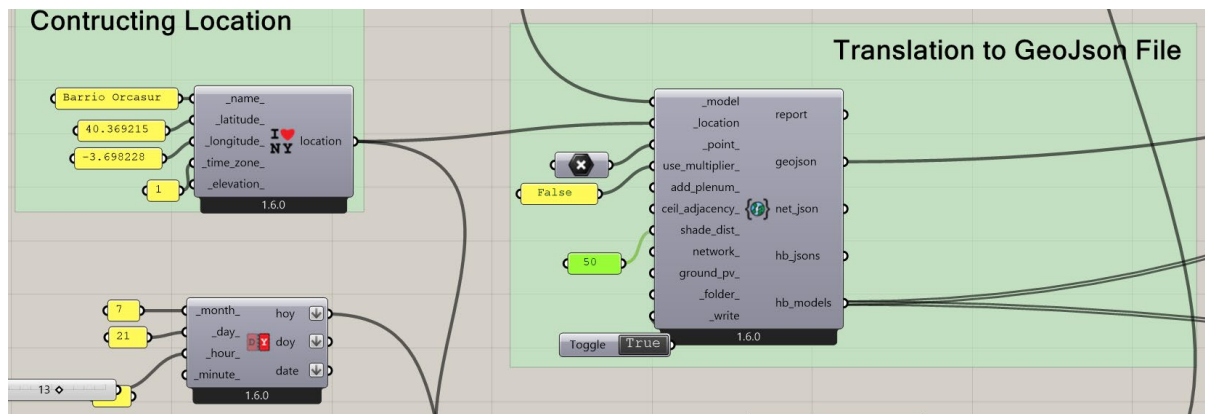 Contructing Location
Barrio Orcasur
40.369215
-3.698228
1
_name_
_latitude_
_longitude_
_time_zone_
_elevation_
I
NY
location
1.6.0
7
21
13
_month_
_day_
_hour_
_minute_
DY
hoy
doy
date
1.6.0
Translation to GeoJson File
False
50
Toggle True
_model
_location
_point_
use_multiplier_
add_plenum_
ceil_adjacency_
shade_dist_
network_
ground_pv_
_folder_
_write
report
geojson
net_json
hb_jsons
hb_models
1.6.0